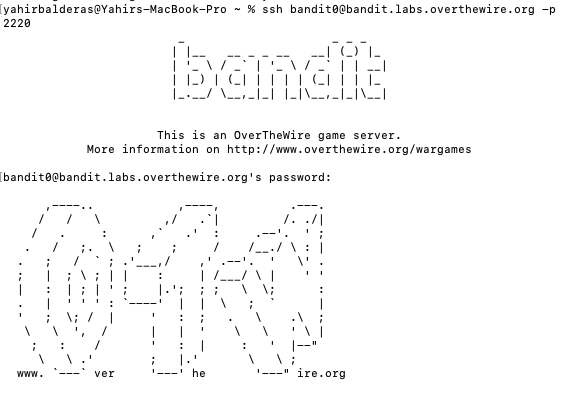 [yahirbalderas@Yahirs-MacBook-Pro ~ % ssh bandit0@bandit.labs.overthewire.org -p
2220
bandit
This is an OverTheWire game server.
More information on http://www.overthewire.org/wargames
[bandit0@bandit.labs.overthewire.org's password:
www. ver he ire.org